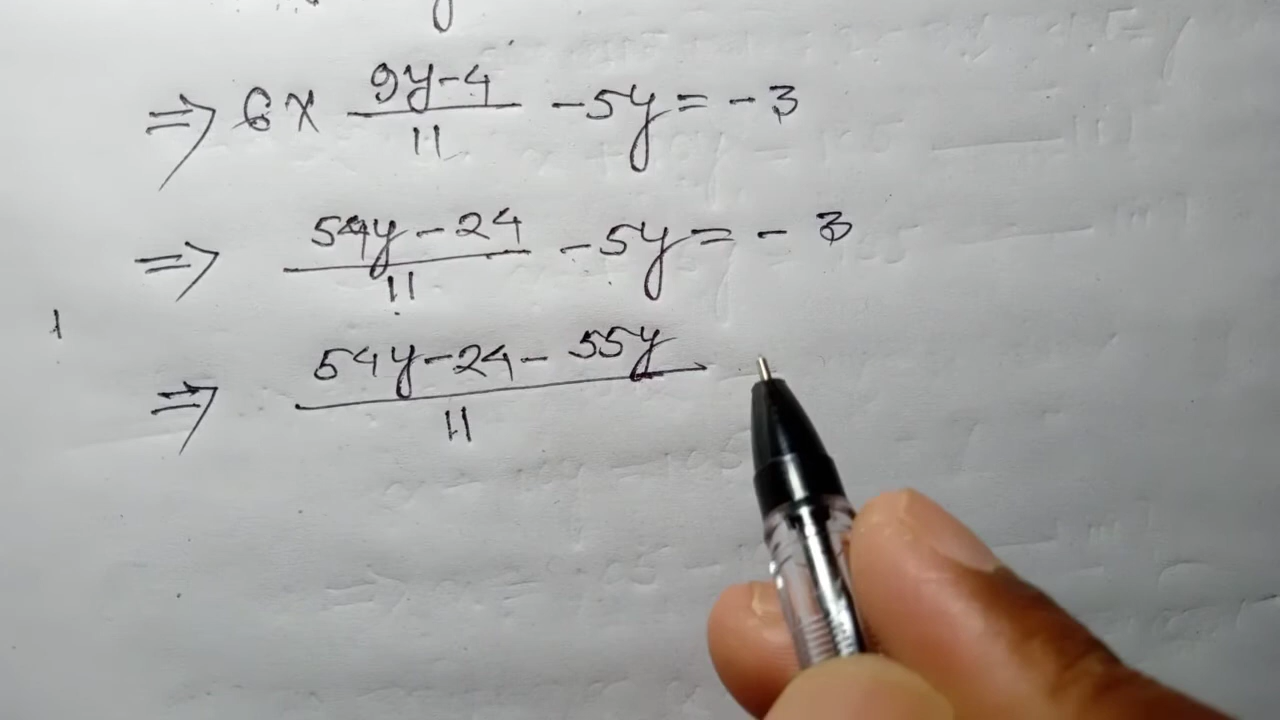 y
⇒ 6 × (9y-4)/11 - 5y = - 3
⇒ (54y - 24)/11 - 5y = - 3
⇒ (54y - 24 - 55y)/11